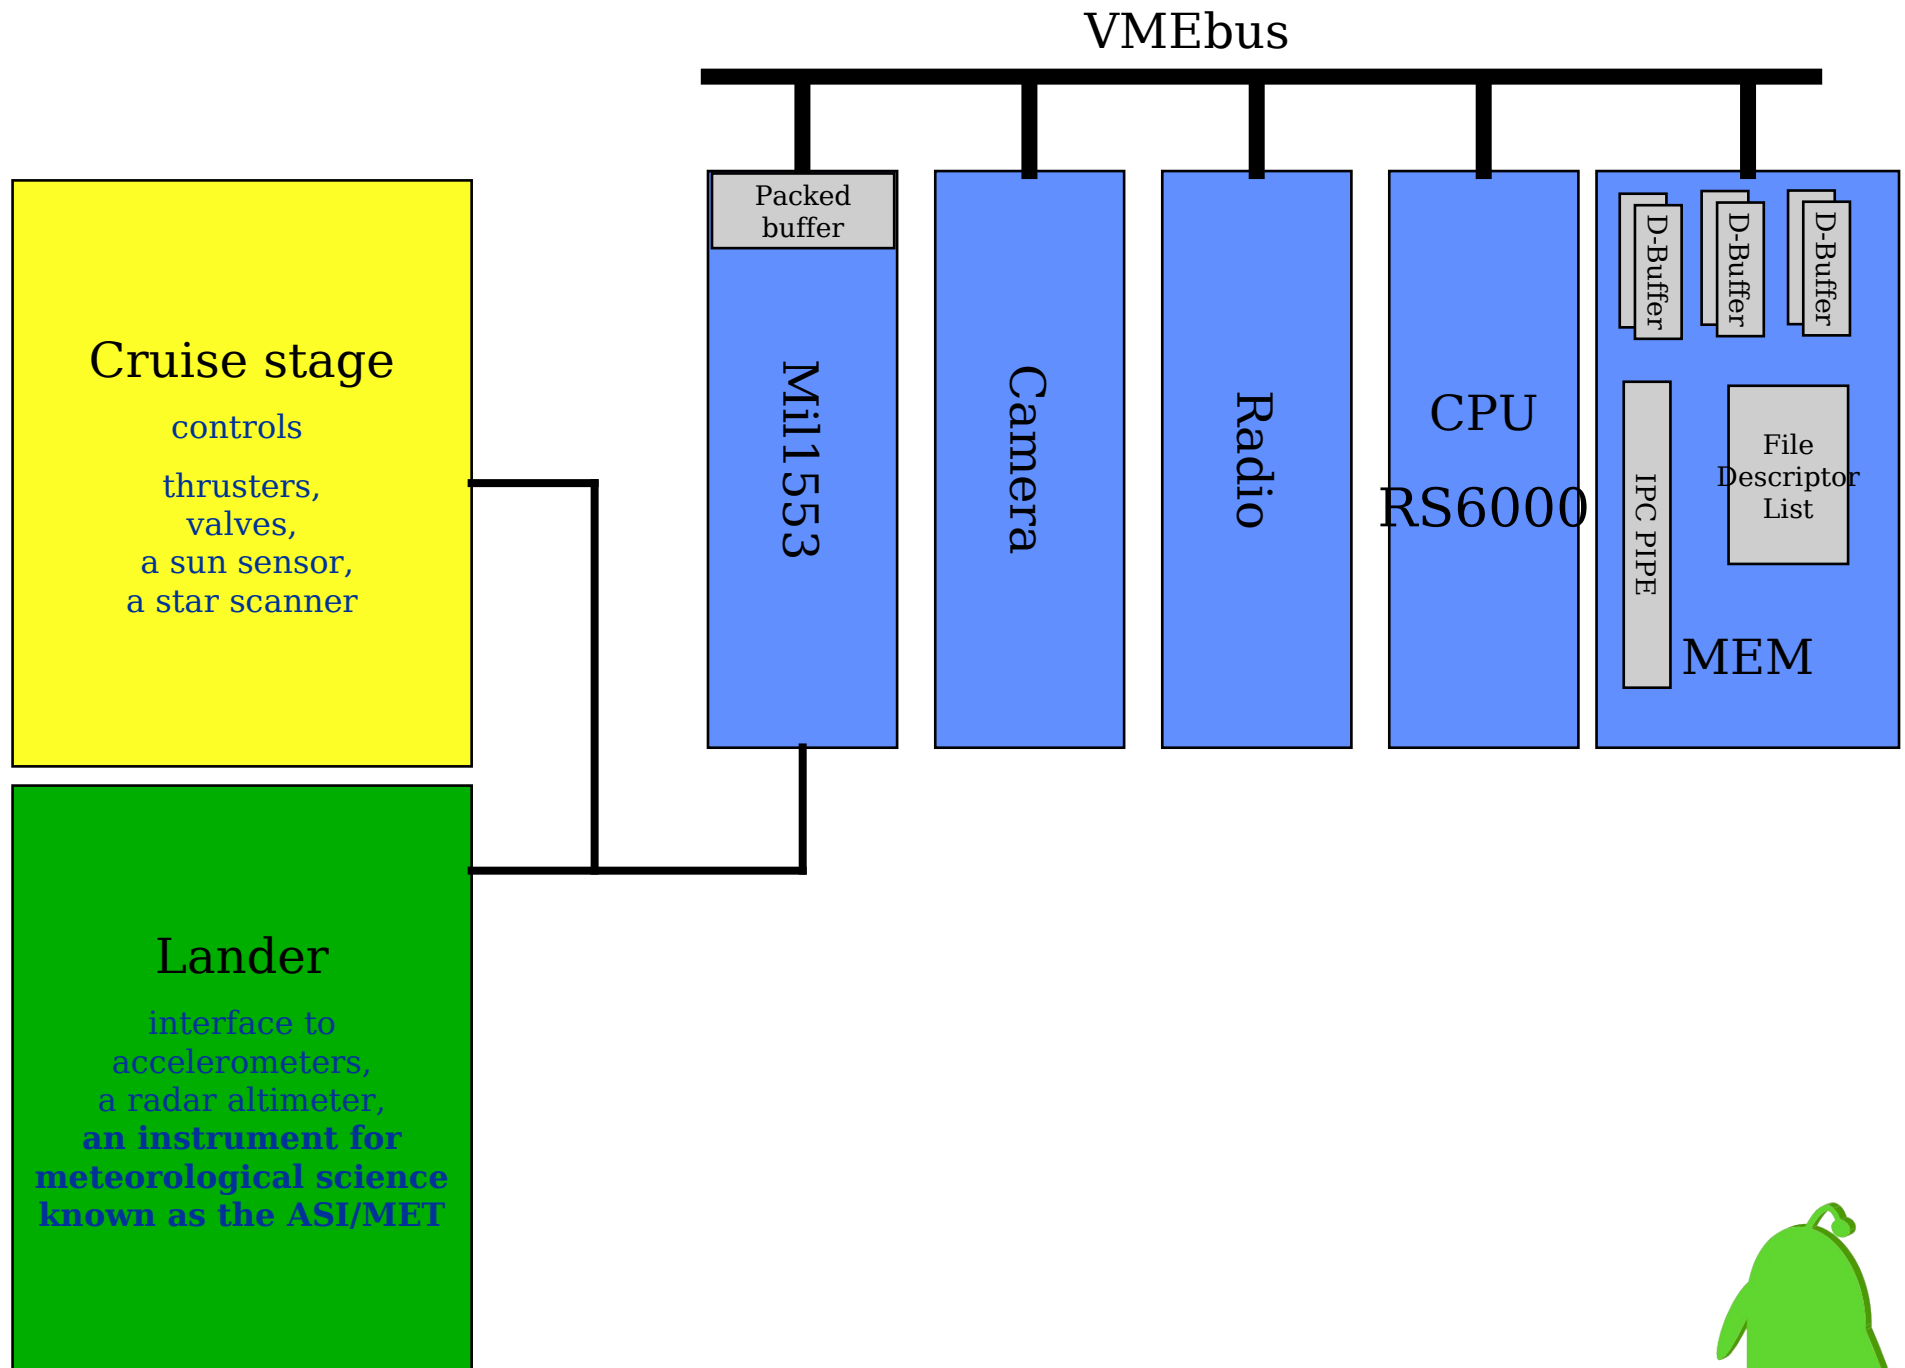 VMEbus
Cruise stage
controls
thrusters,
valves,
a sun sensor,
a star scanner
Lander
interface to
accelerometers,
a radar altimeter,
an instrument for
meteorological science
known as the ASI/MET
Packed
buffer
Mil1553
Camera
Radio
CPU
RS6000
D-Buffer
D-Buffer
D-Buffer
IPC PIPE
File
Descriptor
List
MEM